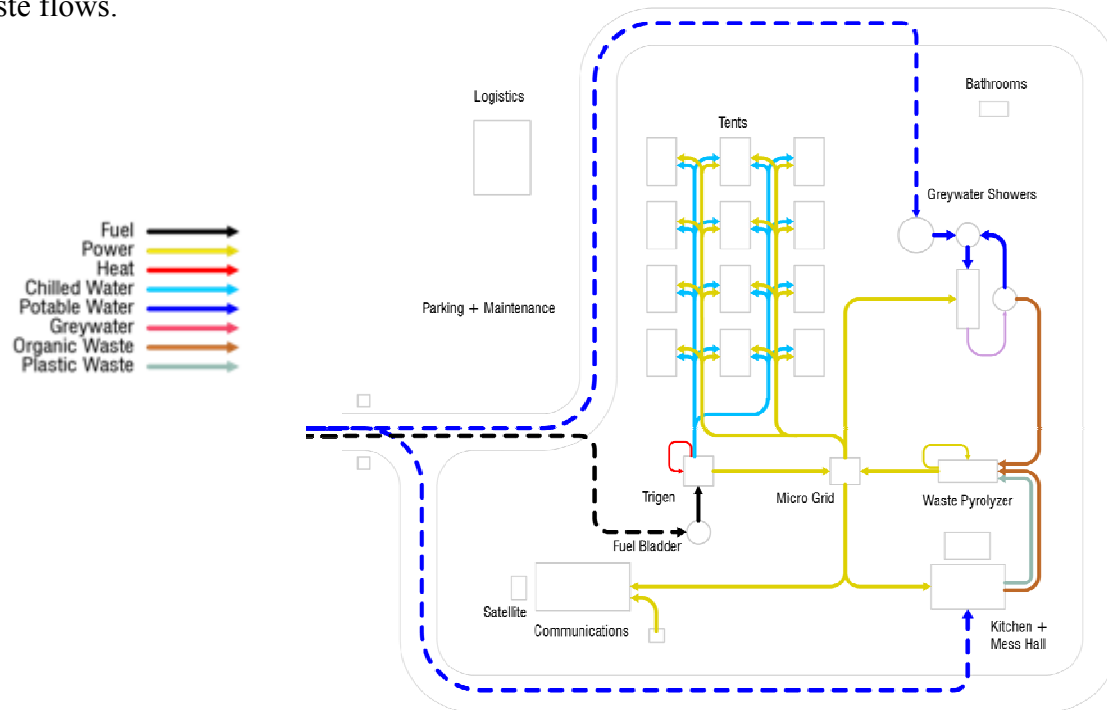 ste flows.
Logistics
Bathrooms
Tents
Greywater Showers
Fuel
Power
Heat
Chilled Water
Potable Water
Greywater
Organic Waste
Plastic Waste
Parking + Maintenance
Trigen
Micro Grid
Waste Pyrolyzer
Fuel Bladder
Satellite
Communications
Kitchen +
Mess Hall